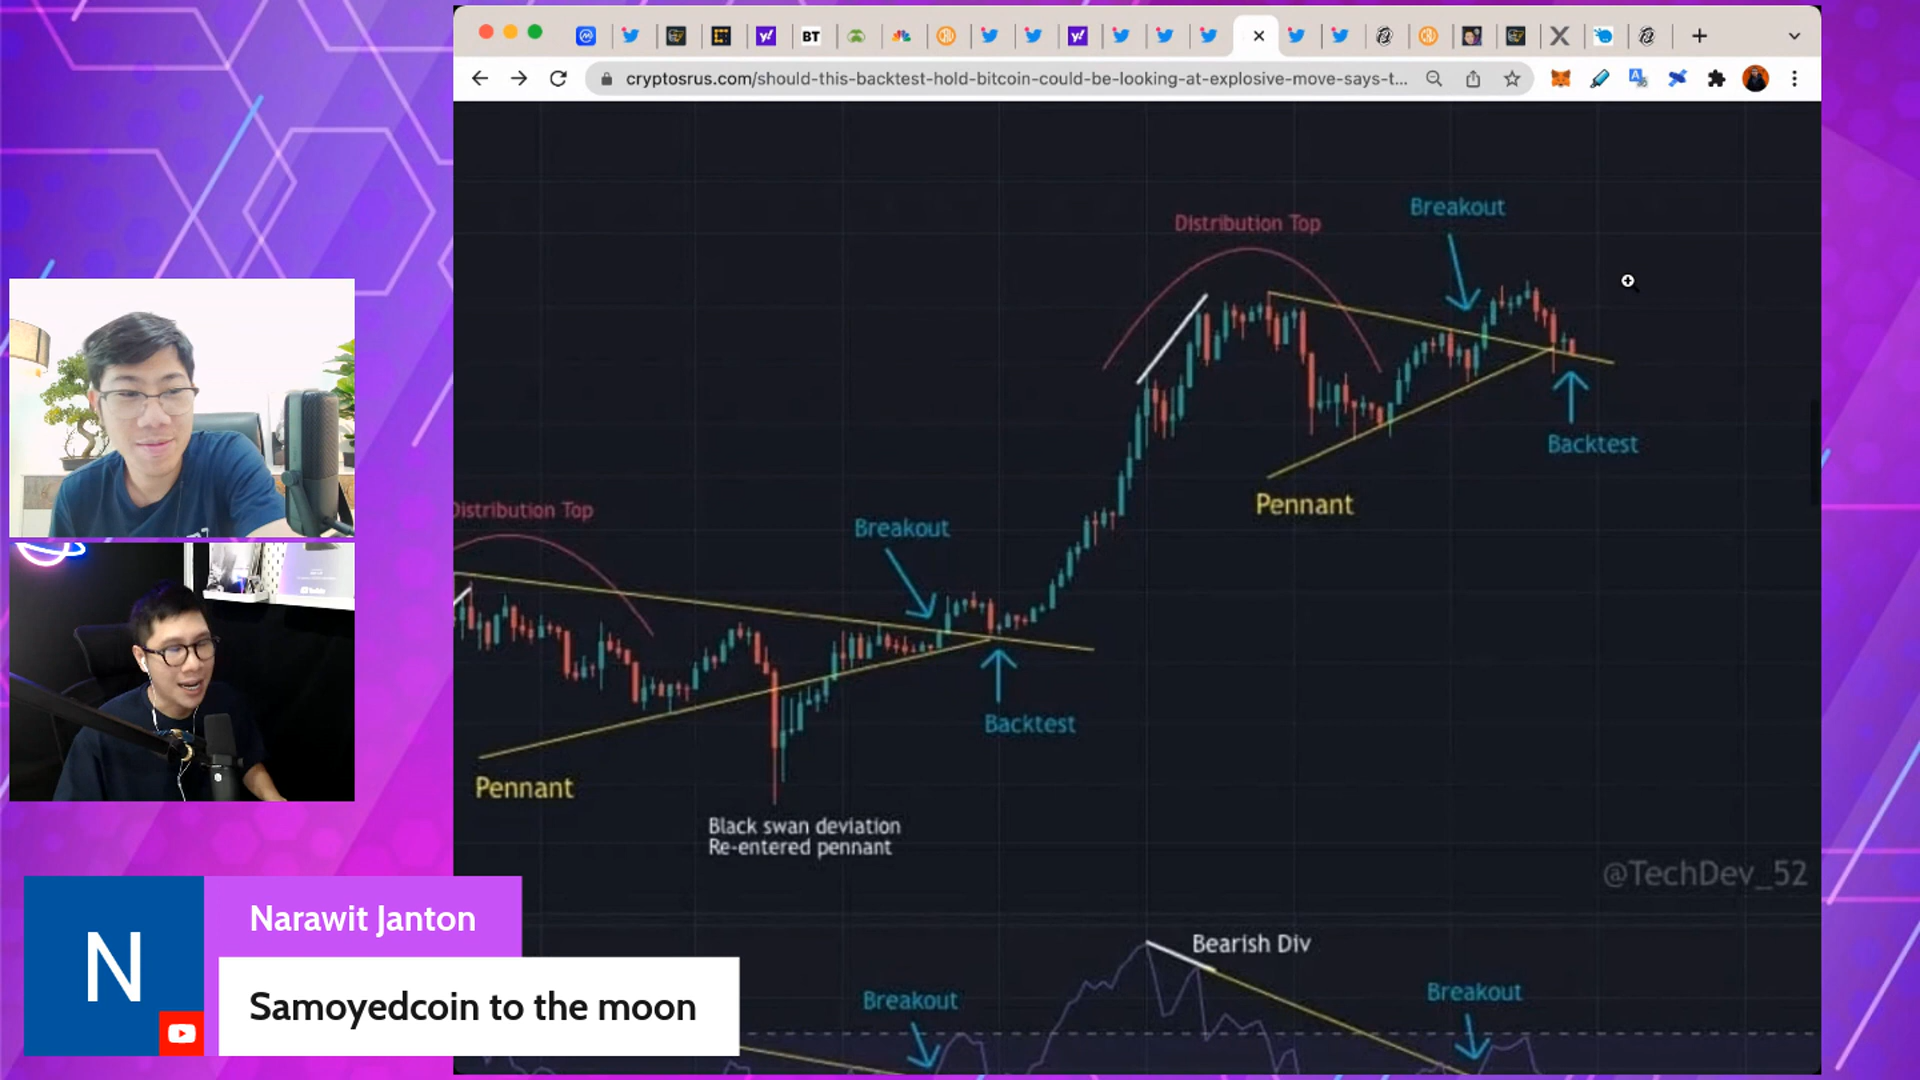 BT
cryptosrus.com/should-this-backtest-hold-bitcoin-could-be-looking-at-explosive-move-says-t...
Breakout
Distribution Top
Backtest
Pennant
Distribution Top
Breakout
Backtest
Pennant
Black swan deviation
Re-entered pennant
@TechDev_52
Bearish Div
Breakout
Breakout
N
Narawit Janton
Samoyedcoin to the moon